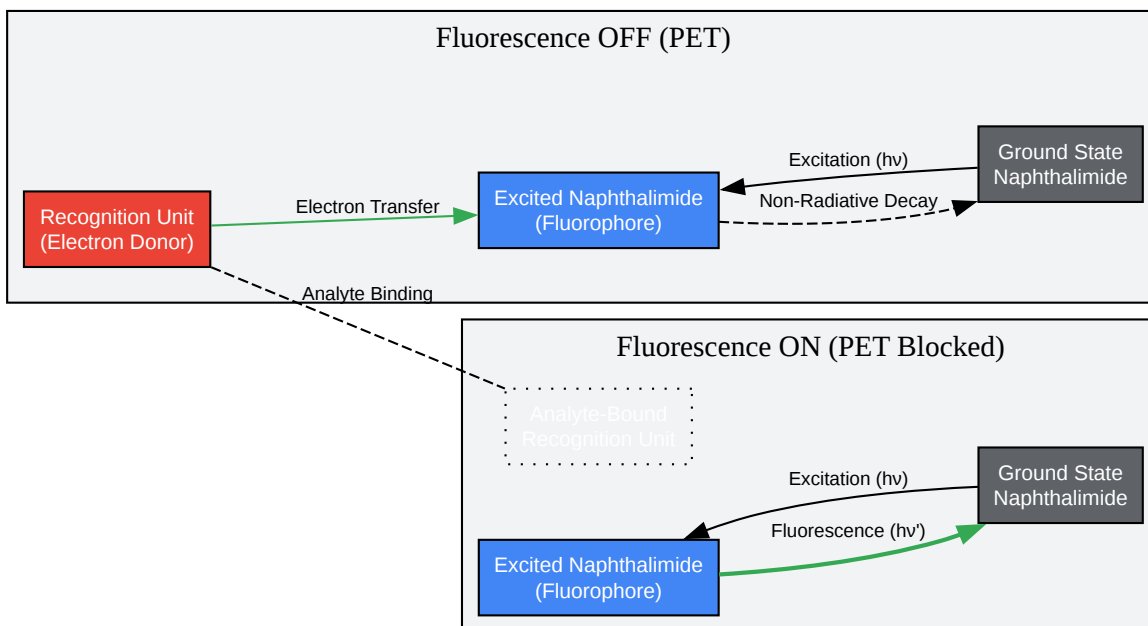 Fluorescence OFF (PET)
Excitation (hν)
Ground State
Naphthalimide
Recognition Unit
(Electron Donor)
Electron Transfer
Excited Naphthalimide
(Fluorophore)
Non-Radiative Decay
Analyte Binding
Fluorescence ON (PET Blocked)
Analyte-Bound
Recognition Unit
Excitation (hν)
Ground State
Naphthalimide
Fluorescence (hν')
Excited Naphthalimide
(Fluorophore)